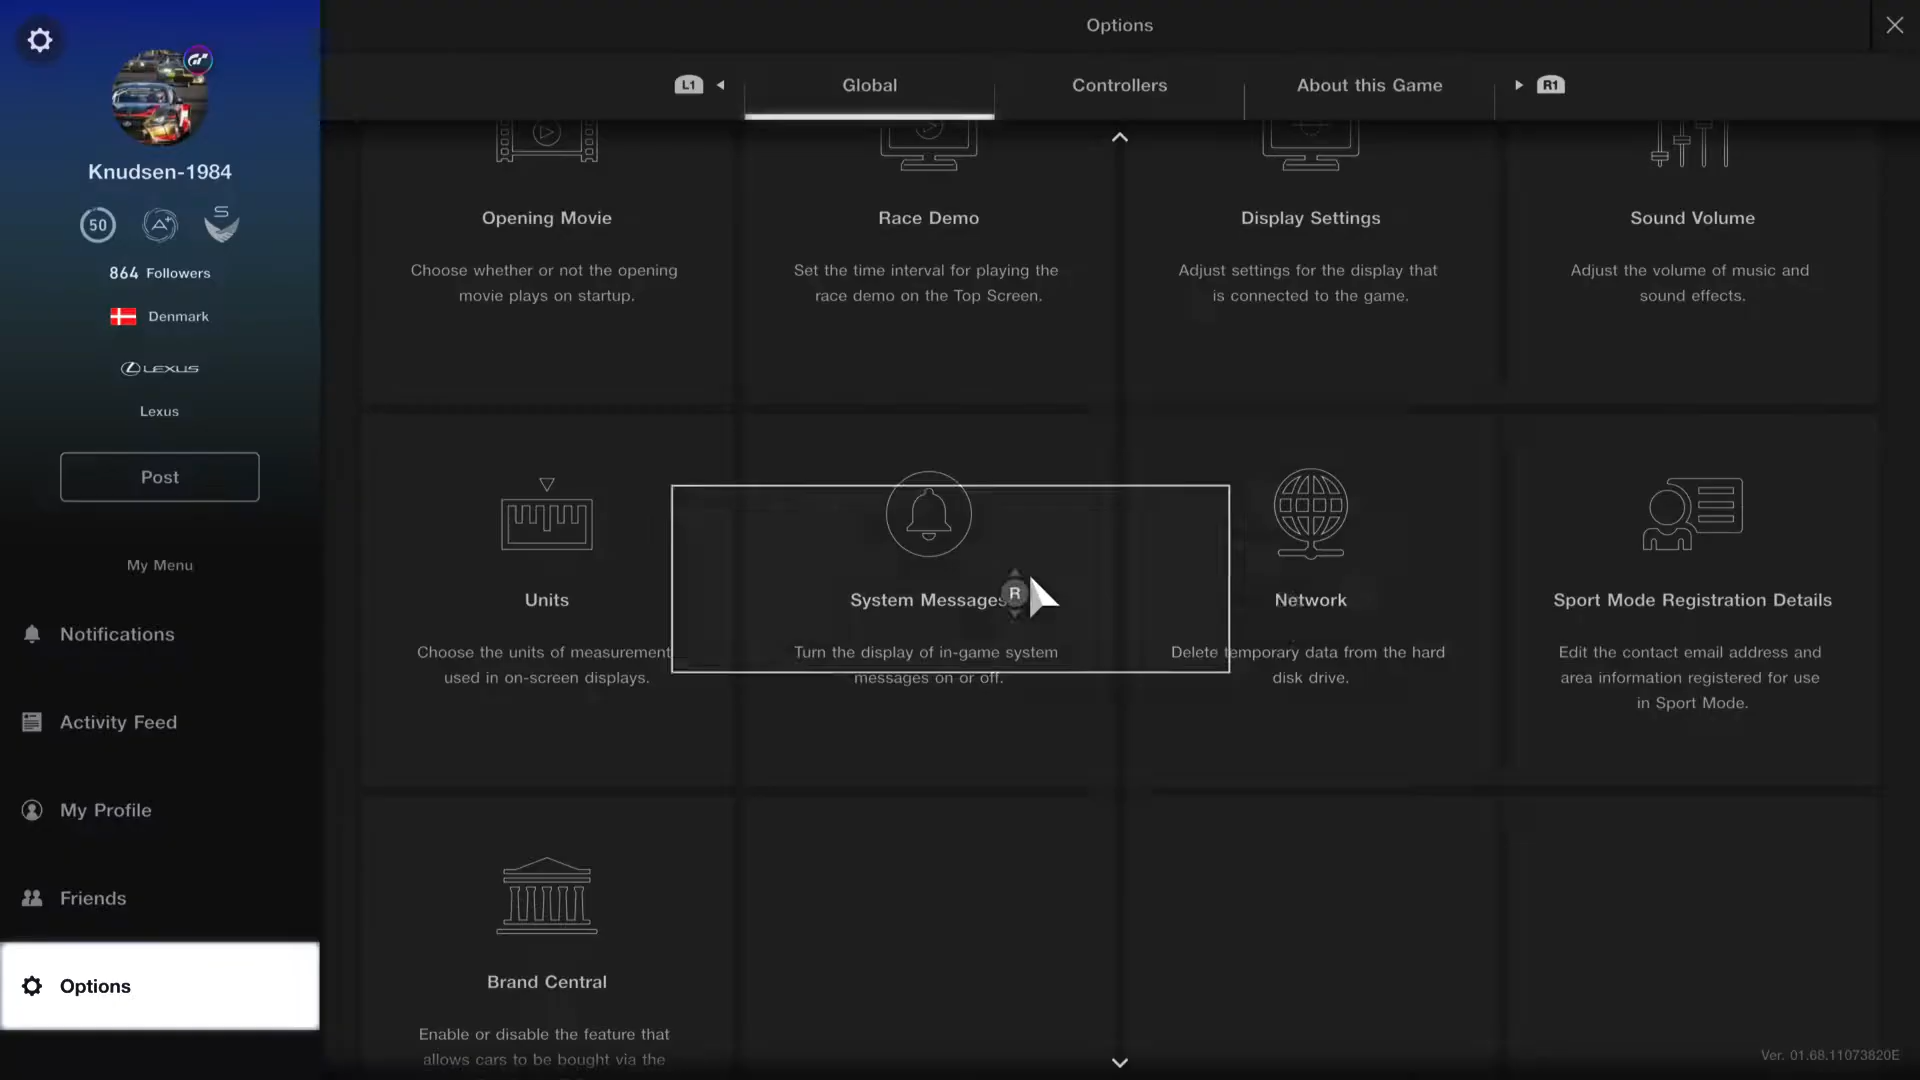 Options
L1
Global
Controllers
About this Game
R1
Knudsen-1984
50
A+
S
864 Followers
Denmark
LEXUS
Lexus
Post
My Menu
Notifications
Activity Feed
My Profile
Friends
Options
Opening Movie
Choose whether or not the opening
movie plays on startup.
Race Demo
Set the time interval for playing the
race demo on the Top Screen.
Display Settings
Adjust settings for the display that
is connected to the game.
Sound Volume
Adjust the volume of music and
sound effects.
Units
Choose the units of measurement
used in on-screen displays.
System Messages
R
Turn the display of in-game system
messages on or off.
Network
Delete temporary data from the hard
disk drive.
Sport Mode Registration Details
Edit the contact email address and
area information registered for use
in Sport Mode.
Brand Central
Enable or disable the feature that
allows cars to be bought via the
Ver. 01.68.11073820E